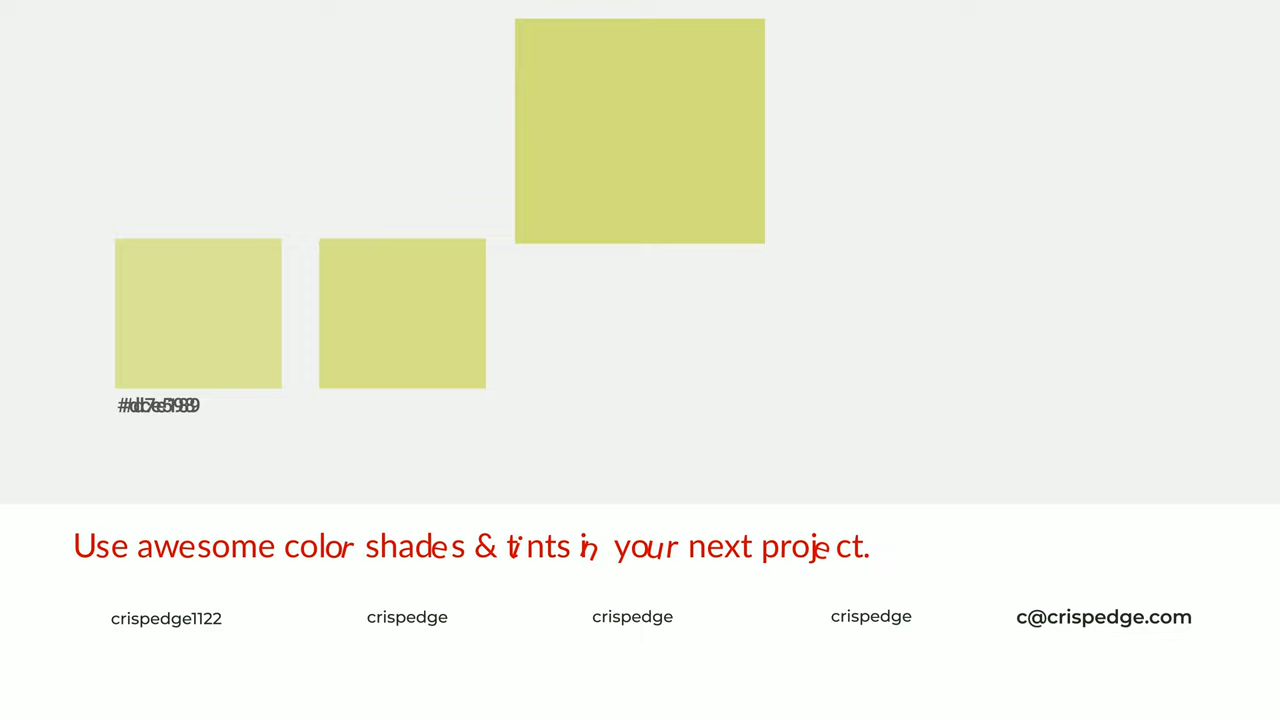 Use awesome color shades & tints in your next project.
crispedge1122 crispedge crispedge crispedge c@crispedge.com